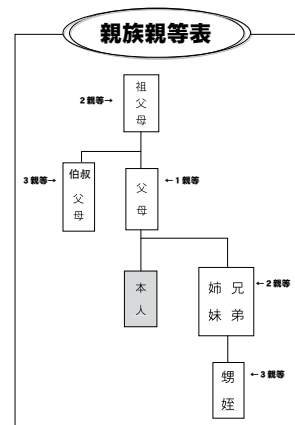 親族親等表
2親等→
祖父母
3親等→
伯叔父母
父母
←1親等
本人
兄弟
姉妹
←2親等
甥姪
←3親等